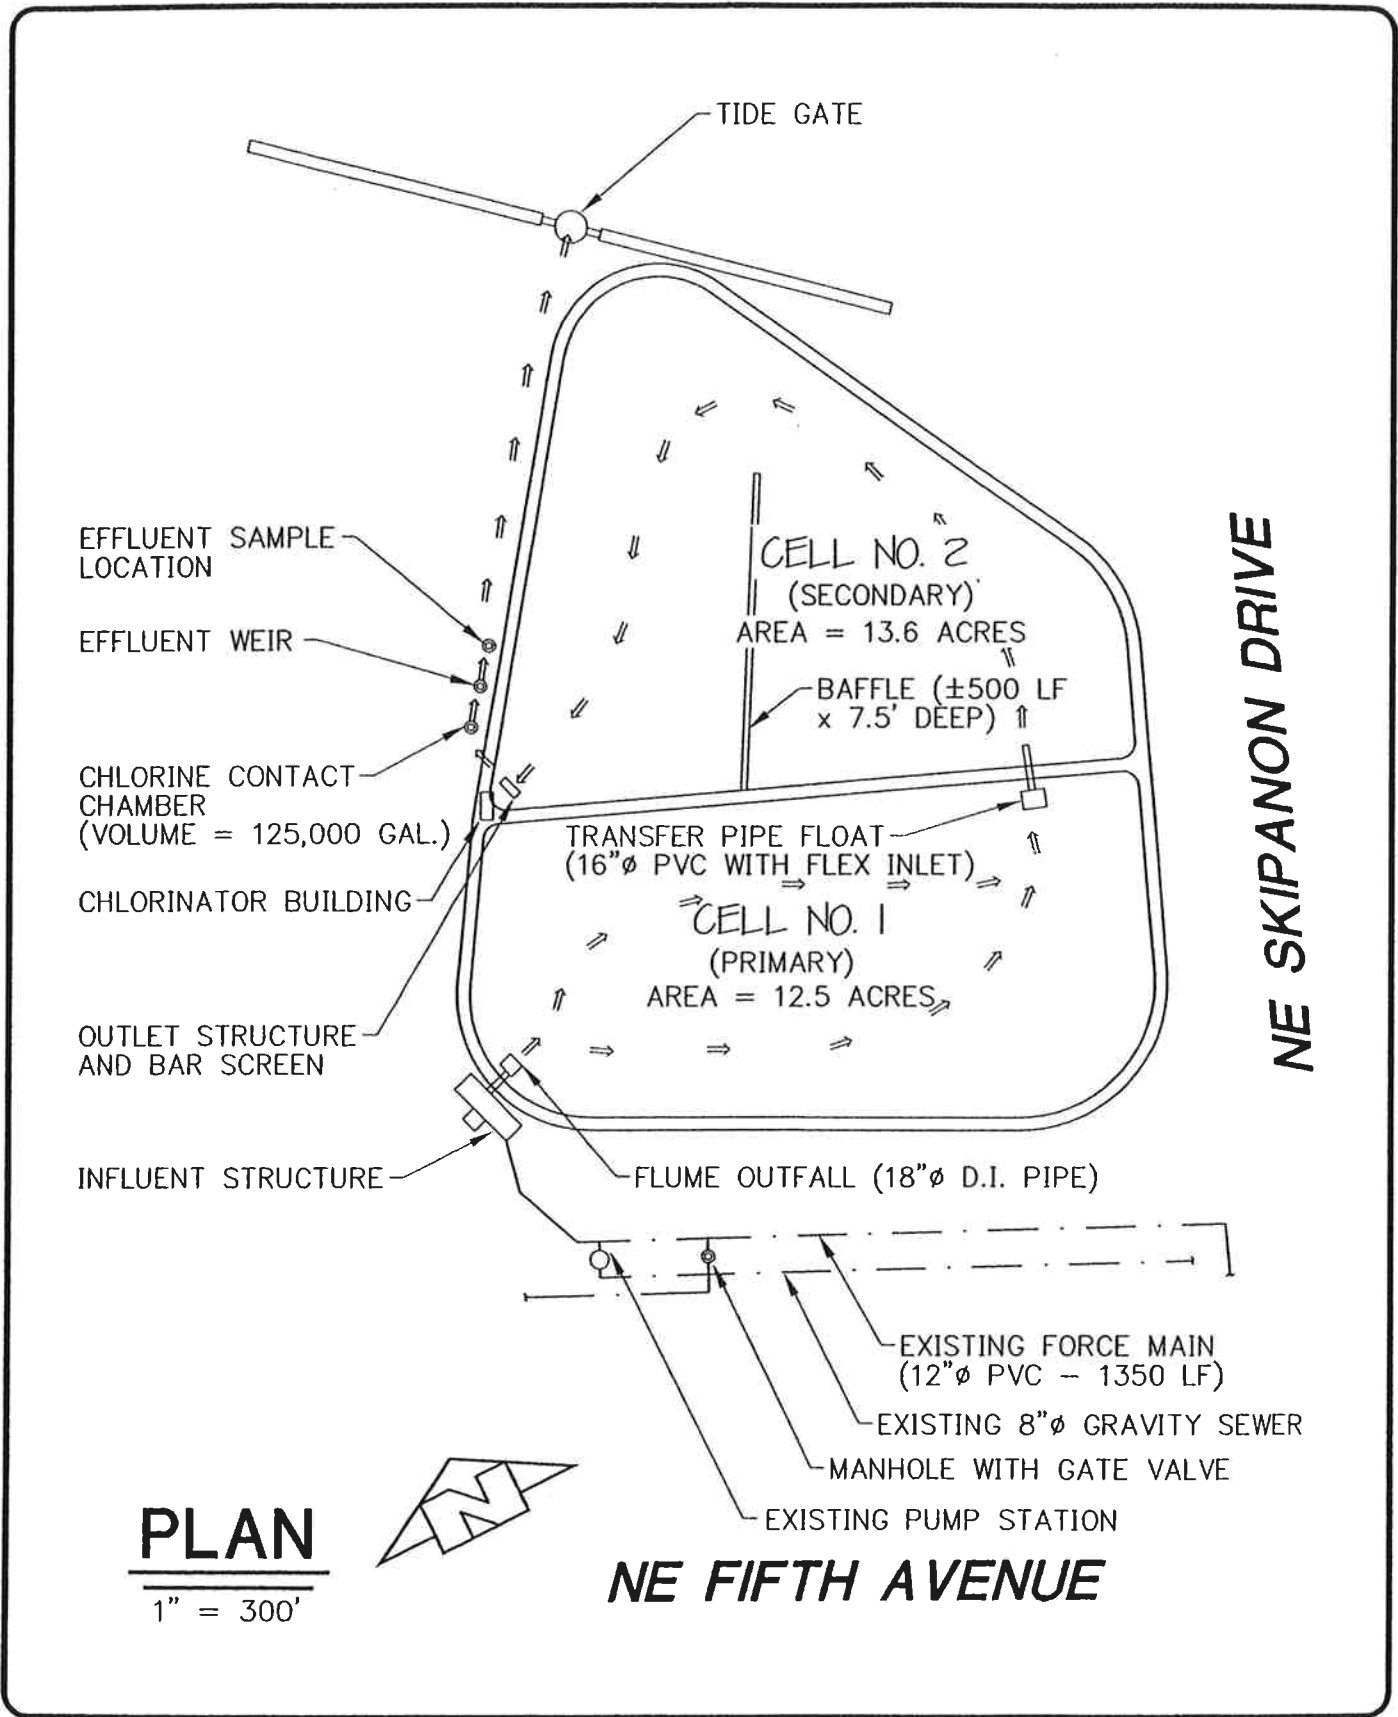 TIDE GATE
EFFLUENT SAMPLE
LOCATION
EFFLUENT WEIR
CHLORINE CONTACT
CHAMBER
(VOLUME = 125,000 GAL.)
CHLORINATOR BUILDING
OUTLET STRUCTURE
AND BAR SCREEN
INFLUENT STRUCTURE
CELL NO. 2
(SECONDARY)
AREA = 13.6 ACRES
BAFFLE (±500 LF
x 7.5' DEEP)
TRANSFER PIPE FLOAT
(16"ø PVC WITH FLEX INLET)
CELL NO. 1
(PRIMARY)
AREA = 12.5 ACRES
FLUME OUTFALL (18"ø D.I. PIPE)
NE SKIPANON DRIVE
EXISTING FORCE MAIN
(12"ø PVC – 1350 LF)
EXISTING 8"ø GRAVITY SEWER
MANHOLE WITH GATE VALVE
EXISTING PUMP STATION
N
PLAN
1" = 300'
NE FIFTH AVENUE